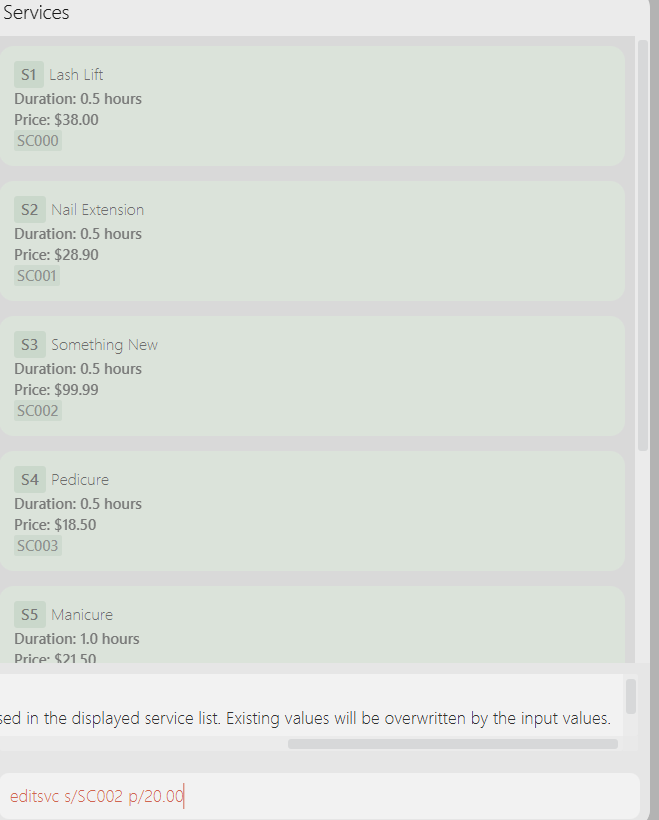 Services
S1 Lash Lift
Duration: 0.5 hours
Price: $38.00
SC000
S2 Nail Extension
Duration: 0.5 hours
Price: $28.90
SC001
S3 Something New
Duration: 0.5 hours
Price: $99.99
SC002
S4 Pedicure
Duration: 0.5 hours
Price: $18.50
SC003
S5 Manicure
Duration: 1.0 hours
Price: $21.50
sed in the displayed service list. Existing values will be overwritten by the input values.
editsvc s/SC002 p/20.00